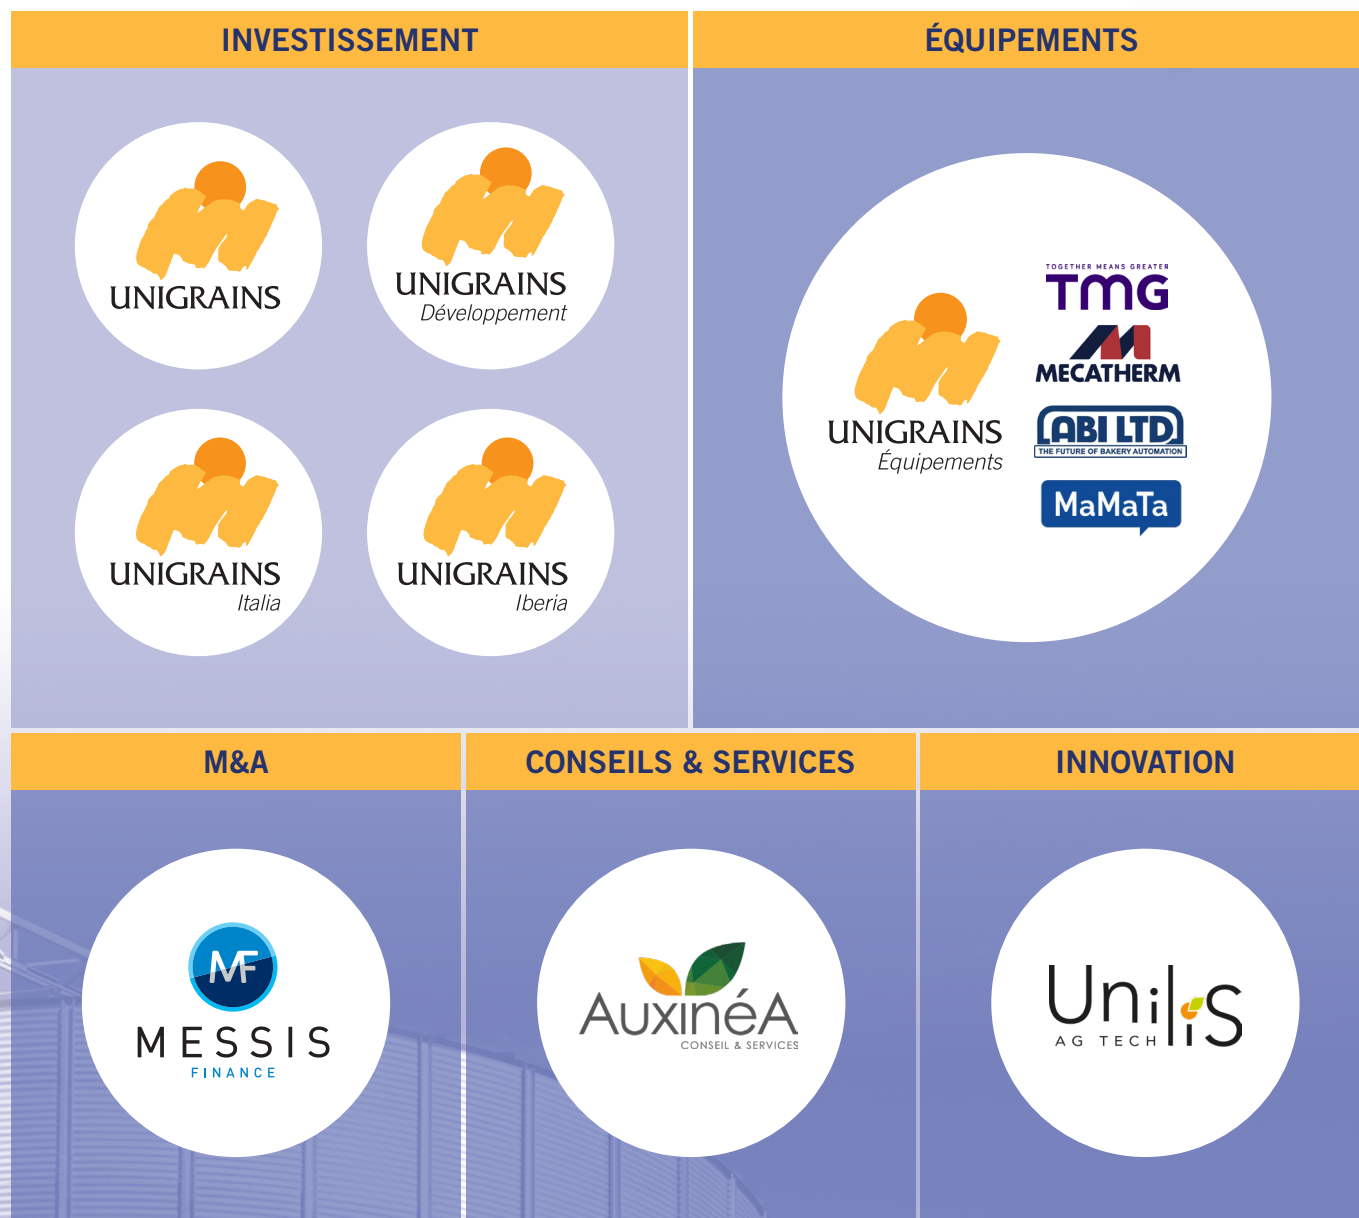 INVESTISSEMENT
ÉQUIPEMENTS
UNIGRAINS
UNIGRAINS
Développement
UNIGRAINS
Italia
UNIGRAINS
Iberia
UNIGRAINS
Équipements
TOGETHER MEANS GREATER
TMG
MECATHERM
ABI LTD
THE FUTURE OF BAKERY AUTOMATION
MaMaTa
M&A
CONSEILS & SERVICES
INNOVATION
MF
MESSIS
FINANCE
AUXINéA
CONSEIL & SERVICES
UniliS
AG TECH